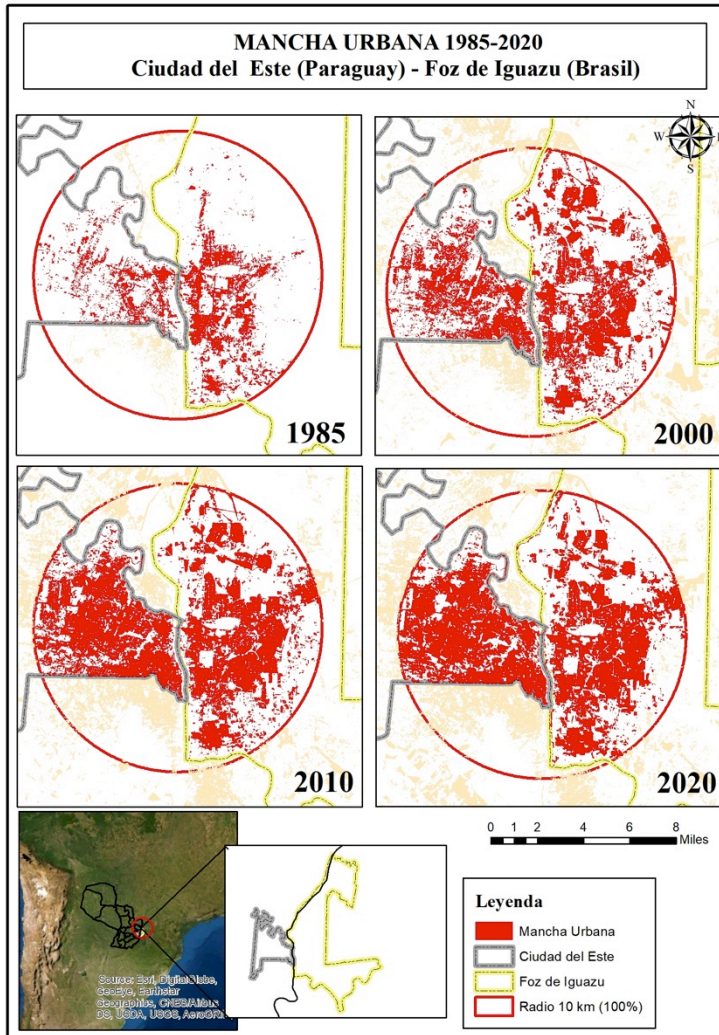 MANCHA URBANA 1985-2020
Ciudad del Este (Paraguay) - Foz de Iguazu (Brasil)
N
W
S
1985
2000
2010
2020
0 1 2 4 6 8
Miles
Source: Esri, DigitalGlobe,
GeoEye, Earthstar
Geographics, CNES/Airbus
DS, USDA, USGS, AeroGRID
Leyenda
Mancha Urbana
Ciudad del Este
Foz de Iguazu
Radio 10 km (100%)